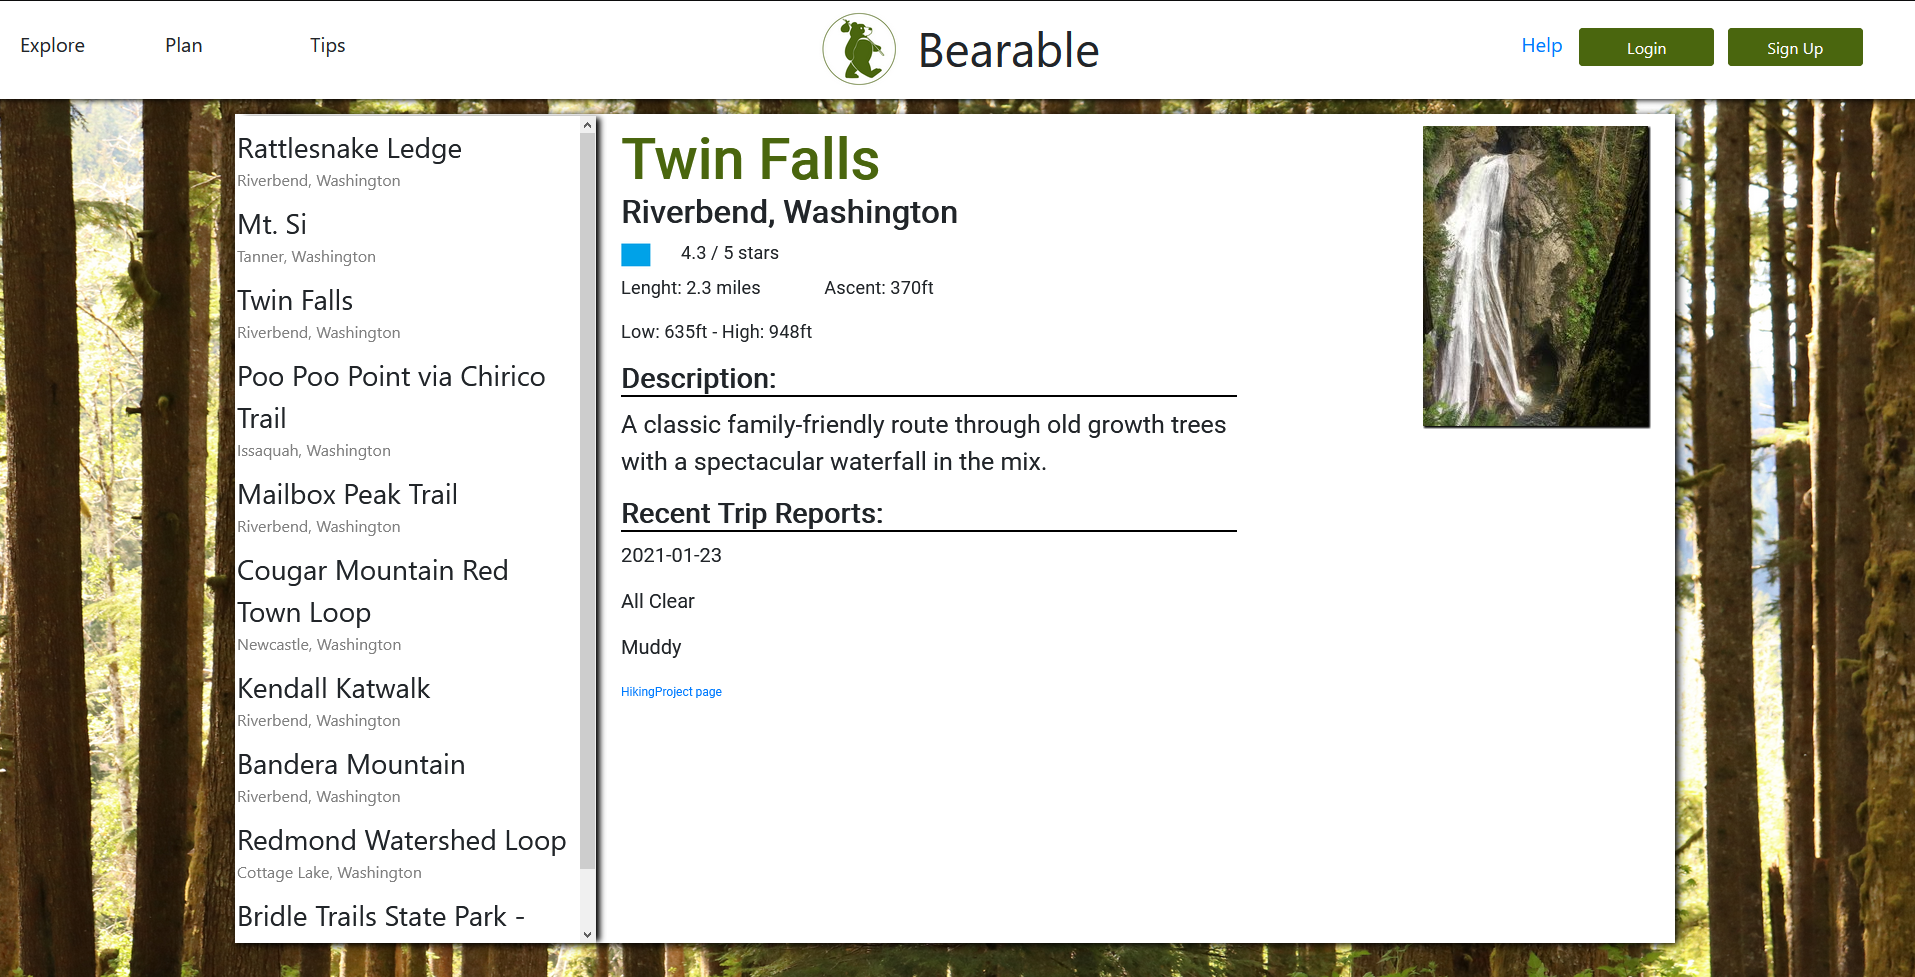 Explore
Plan
Tips
Bearable
Help
Login
Sign Up
Rattlesnake Ledge
Riverbend, Washington
Mt. Si
Tanner, Washington
Twin Falls
Riverbend, Washington
Poo Poo Point via Chirico
Trail
Issaquah, Washington
Mailbox Peak Trail
Riverbend, Washington
Cougar Mountain Red
Town Loop
Newcastle, Washington
Kendall Katwalk
Riverbend, Washington
Bandera Mountain
Riverbend, Washington
Redmond Watershed Loop
Cottage Lake, Washington
Bridle Trails State Park -
Twin Falls
Riverbend, Washington
4.3 / 5 stars
Lenght: 2.3 miles Ascent: 370ft
Low: 635ft - High: 948ft
Description:
A classic family-friendly route through old growth trees
with a spectacular waterfall in the mix.
Recent Trip Reports:
2021-01-23
All Clear
Muddy
HikingProject page